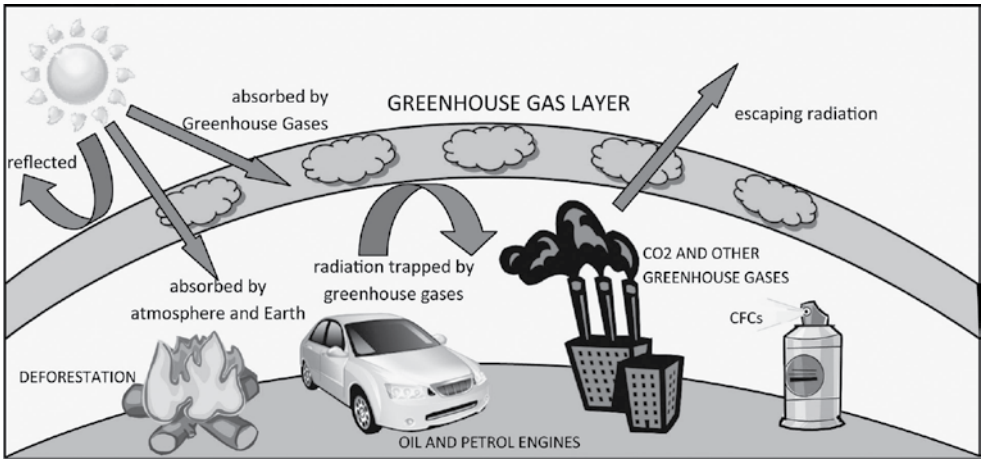 absorbed by
Greenhouse Gases
GREENHOUSE GAS LAYER
escaping radiation
reflected
radiation trapped by
greenhouse gases
CO2 AND OTHER
GREENHOUSE GASES
absorbed by
atmosphere and Earth
CFCs
DEFORESTATION
OIL AND PETROL ENGINES